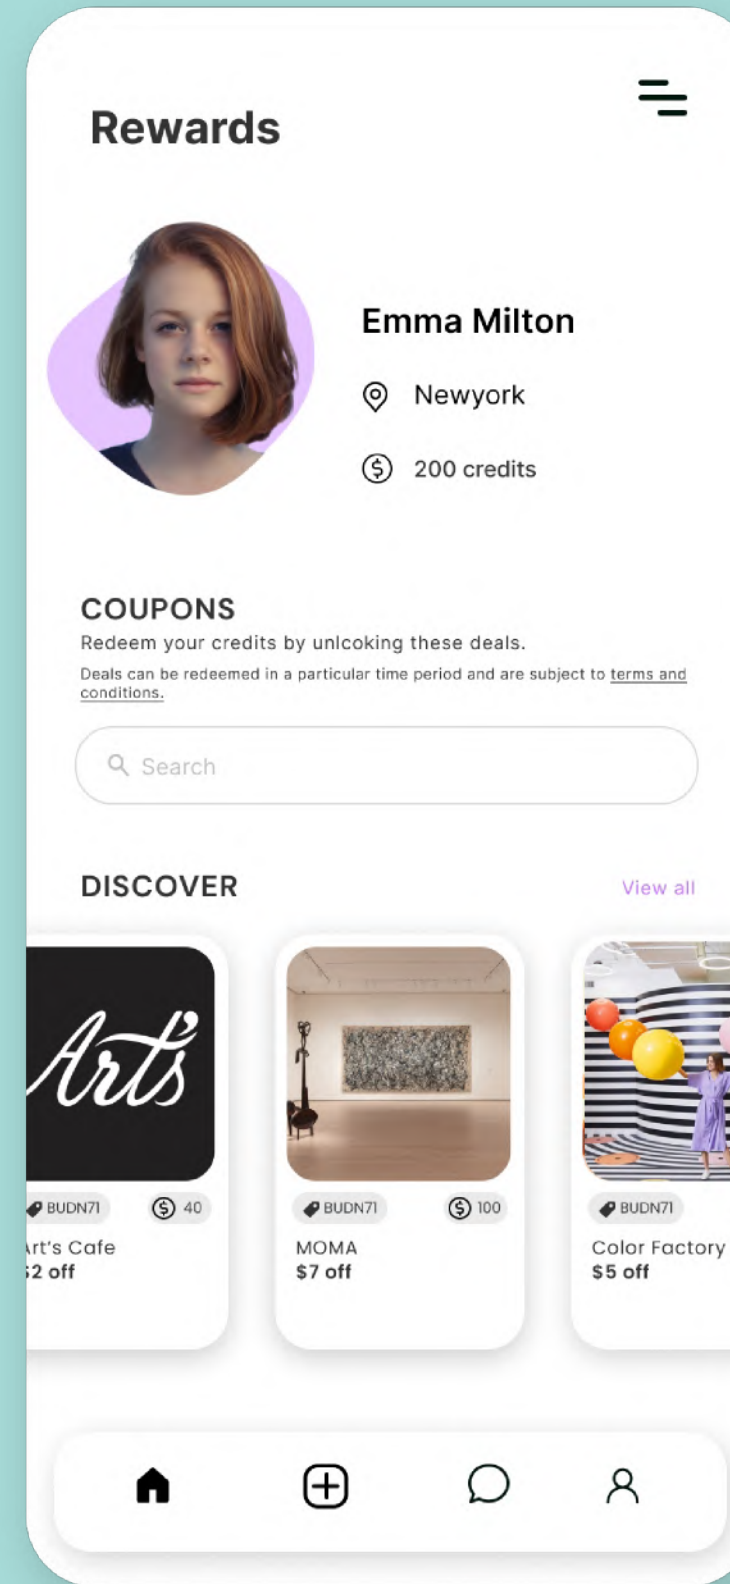 Rewards
Emma Milton
Newyork
200 credits
COUPONS
Redeem your credits by unlcoking these deals.
Deals can be redeemed in a particular time period and are subject to terms and
conditions.
Search
DISCOVER
View all
Art's
BUDN71
40
BUDN71
100
BUDN71
Art's Cafe
MOMA
Color Factory
$2 off
$7 off
$5 off